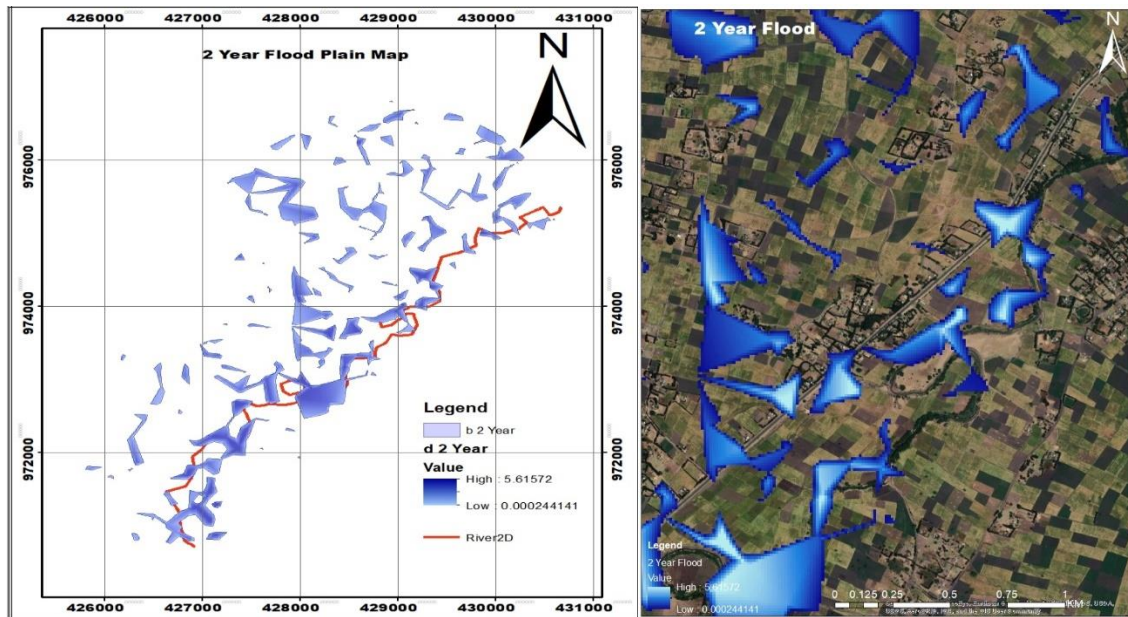 426000 427000 428000 429000 430000 431000
2 Year Flood Plain Map
N
976000
976000
974000
974000
972000
972000
Legend
b 2 Year
d 2 Year
Value
High : 5.61572
Low : 0.000244141
River2D
426000 427000 428000 429000 430000 431000
2 Year Flood
N
Legend
2 Year Flood
Value
High : 5.61572
Low : 0.000244141
0 0.125 0.25 0.5 0.75 1
KM